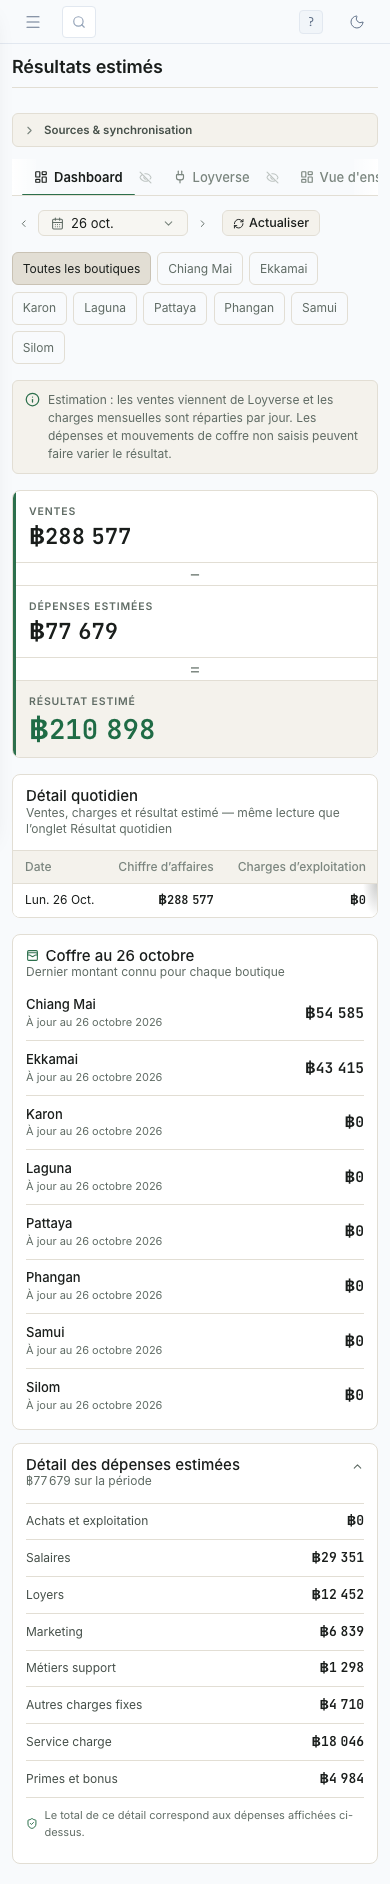 ?
Résultats estimés
Sources & synchronisation
Dashboard
Loyverse
Vue d'ens
26 oct.
Actualiser
Toutes les boutiques
Chiang Mai
Ekkamai
Karon
Laguna
Pattaya
Phangan
Samui
Silom
Estimation : les ventes viennent de Loyverse et les
charges mensuelles sont réparties par jour. Les
dépenses et mouvements de coffre non saisis peuvent
faire varier le résultat.
VENTES
฿288 577
−
DÉPENSES ESTIMÉES
฿77 679
=
RÉSULTAT ESTIMÉ
฿210 898
Détail quotidien
Ventes, charges et résultat estimé — même lecture que
l’onglet Résultat quotidien
Date Chiffre d’affaires Charges d’exploitation
Lun. 26 Oct. ฿288 577 ฿0
Coffre au 26 octobre
Dernier montant connu pour chaque boutique
Chiang Mai
À jour au 26 octobre 2026
฿54 585
Ekkamai
À jour au 26 octobre 2026
฿43 415
Karon
À jour au 26 octobre 2026
฿0
Laguna
À jour au 26 octobre 2026
฿0
Pattaya
À jour au 26 octobre 2026
฿0
Phangan
À jour au 26 octobre 2026
฿0
Samui
À jour au 26 octobre 2026
฿0
Silom
À jour au 26 octobre 2026
฿0
Détail des dépenses estimées
฿77 679 sur la période
Achats et exploitation ฿0
Salaires ฿29 351
Loyers ฿12 452
Marketing ฿6 839
Métiers support ฿1 298
Autres charges fixes ฿4 710
Service charge ฿18 046
Primes et bonus ฿4 984
Le total de ce détail correspond aux dépenses affichées ci-
dessus.